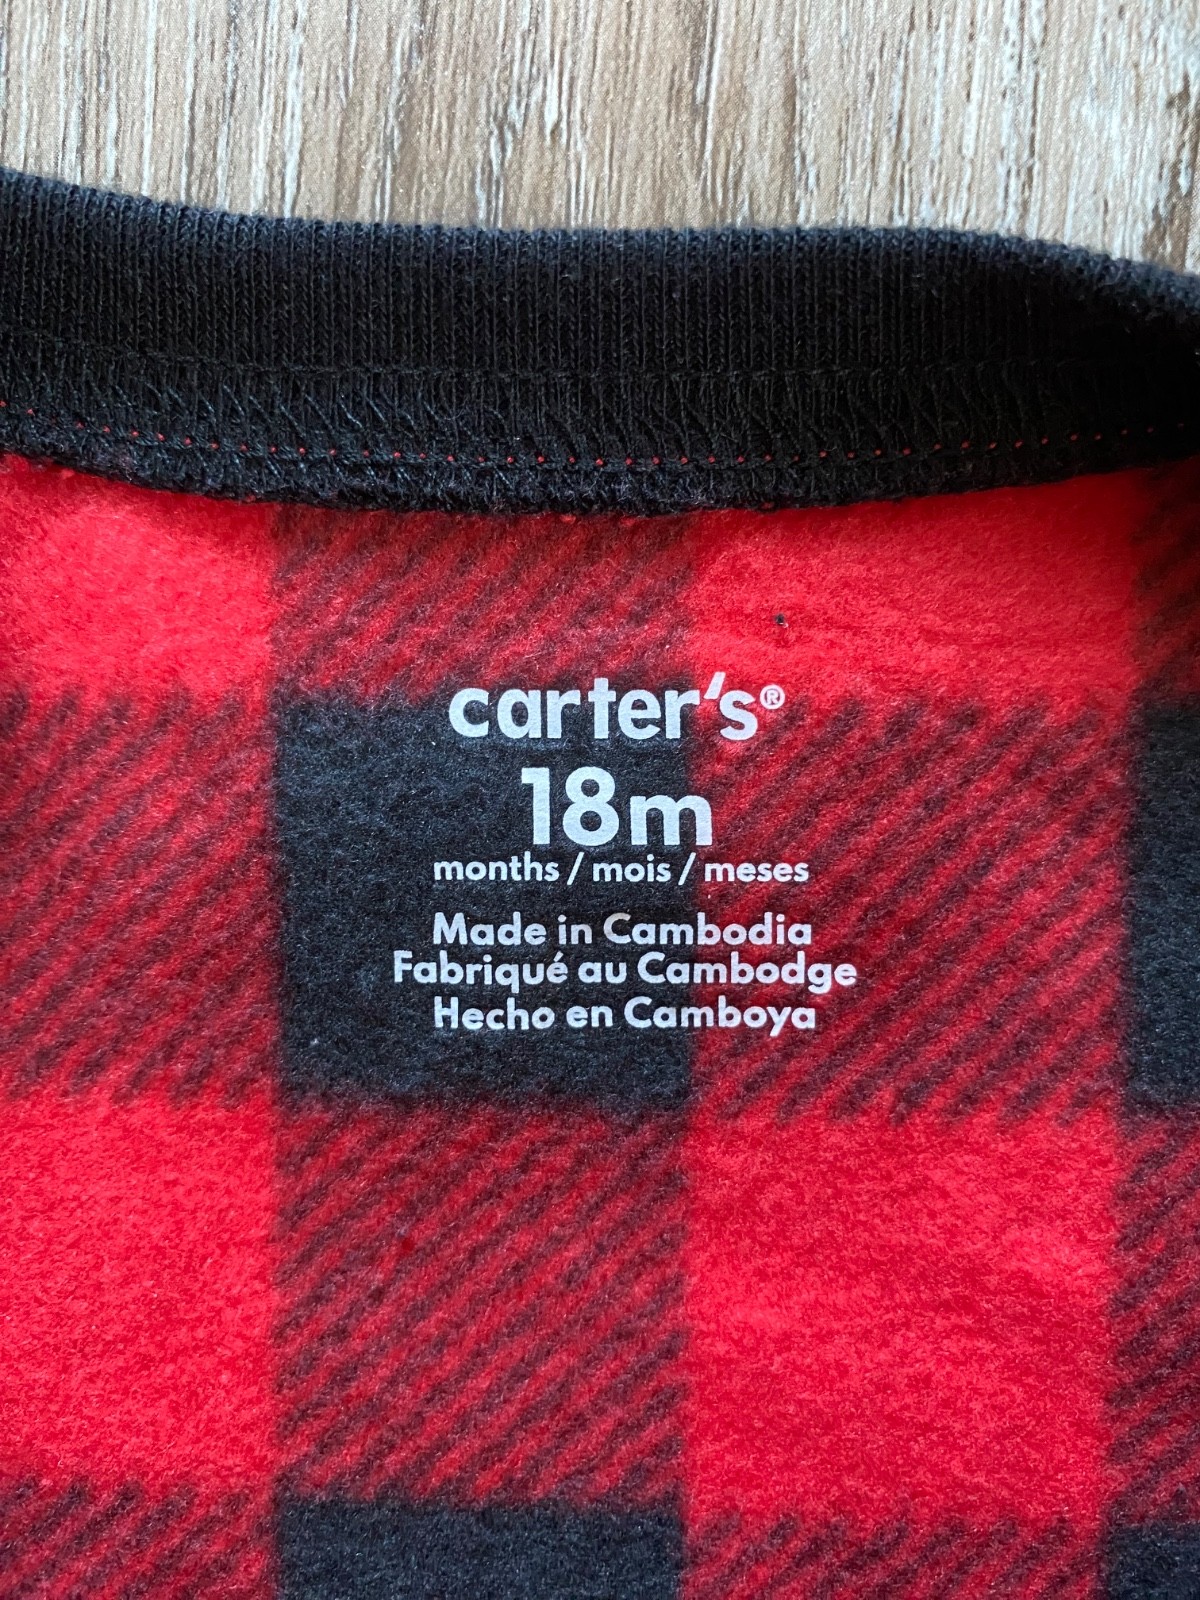 carter's®
18m
months / mois / meses
Made in Cambodia
Fabriqué au Cambodge
Hecho en Camboya